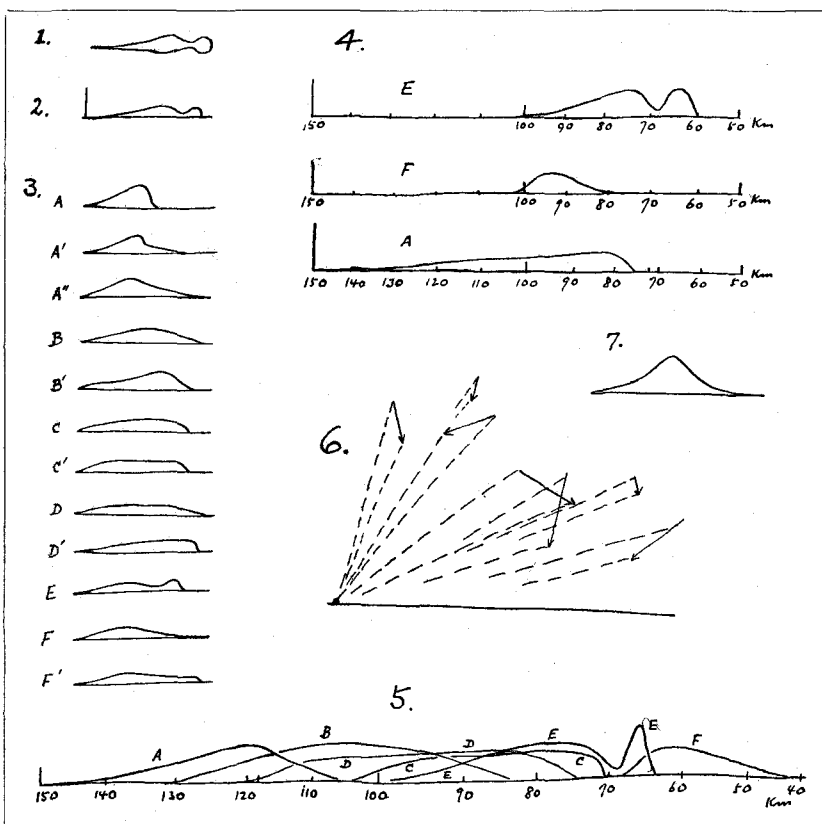 1.
2.
3.
A
A'
A"
B
B'
C
C'
D
D'
E
F
F'
4.
E
150 100 90 80 70 60 50 Km
F
150 100 90 80 70 60 50 Km
A
150 140 130 120 110 100 90 80 70 60 50 Km
7.
6.
5.
A B D C E D E C E F
150 140 130 120 110 100 90 80 70 60 50 40
Km